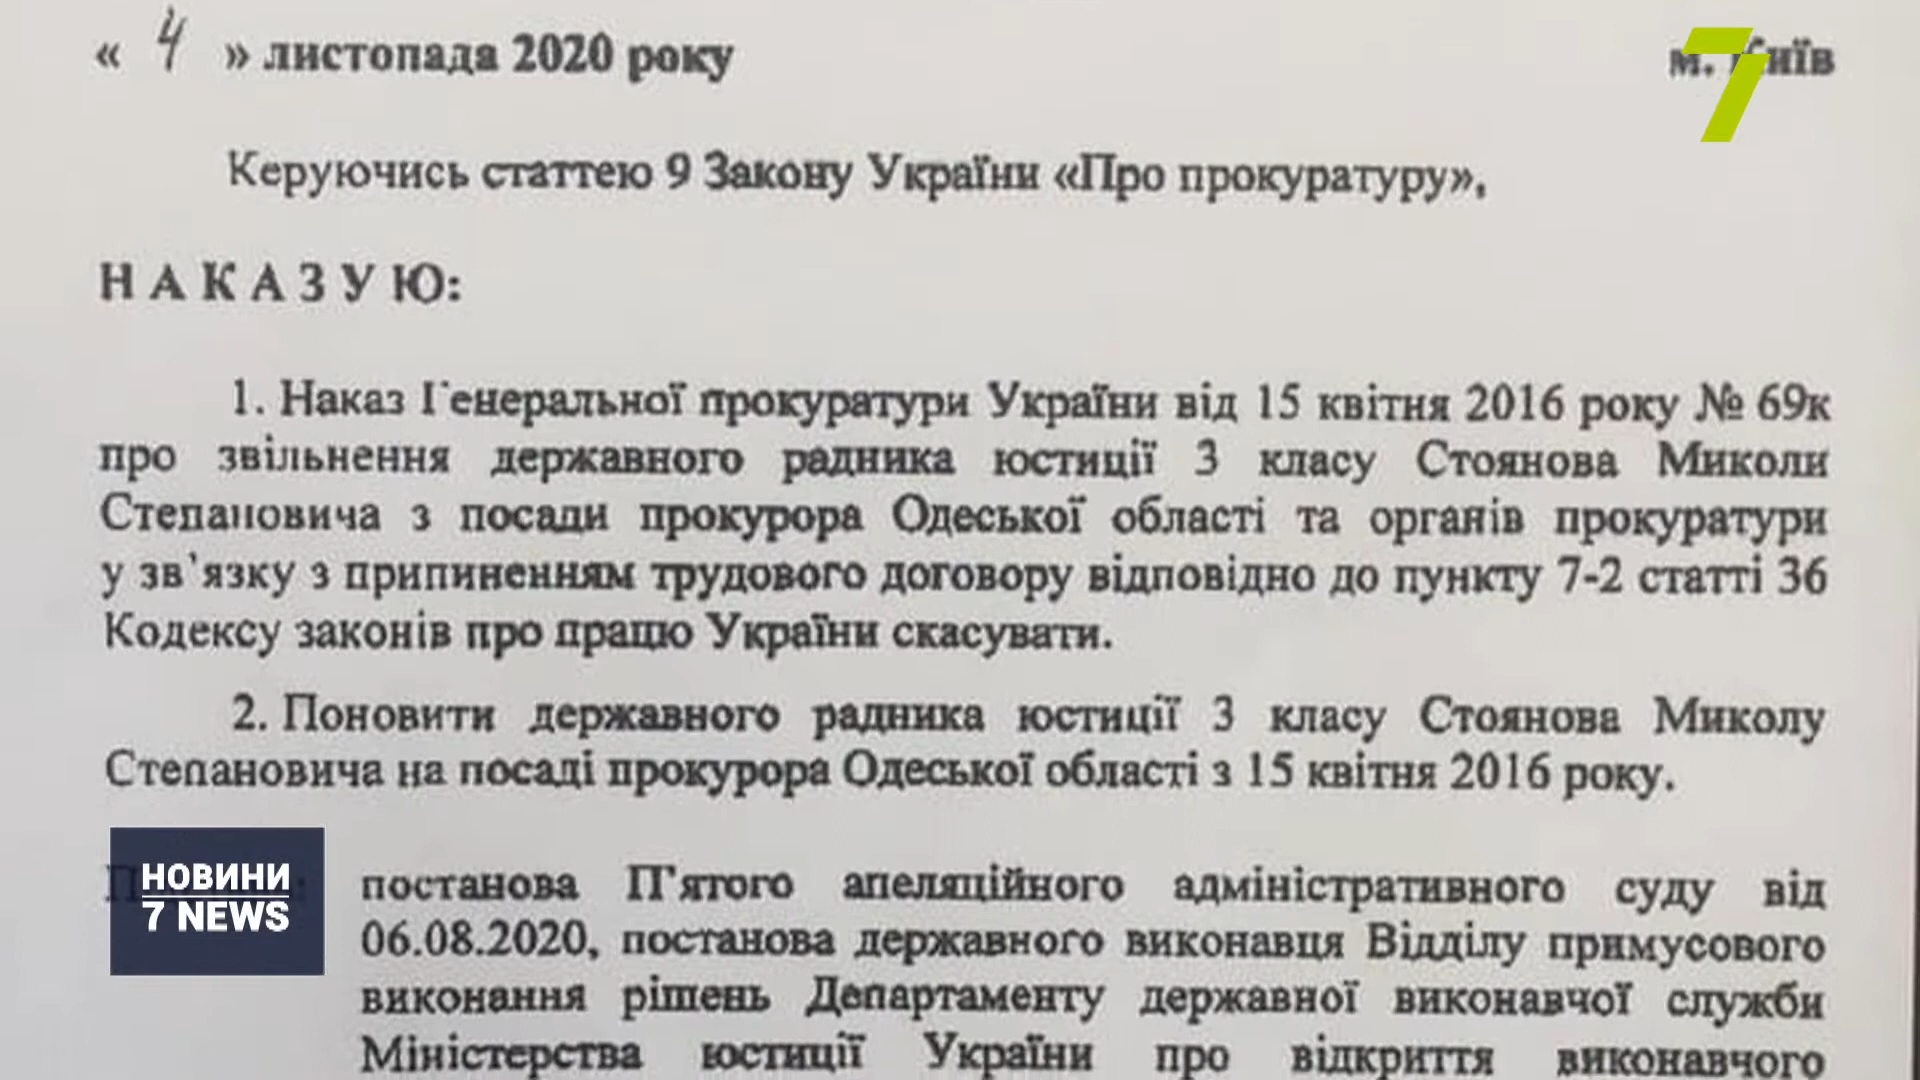 « 4 » листопада 2020 року м. Київ
7
Керуючись статтею 9 Закону України «Про прокуратуру»,
Н А К А З У Ю:
1. Наказ Генеральної прокуратури України від 15 квітня 2016 року № 69к
про звільнення державного радника юстиції 3 класу Стоянова Миколи
Степановича з посади прокурора Одеської області та органів прокуратури
у зв'язку з припиненням трудового договору відповідно до пункту 7-2 статті 36
Кодексу законів про працю України скасувати.
2. Поновити державного радника юстиції 3 класу Стоянова Миколу
Степановича на посаді прокурора Одеської області з 15 квітня 2016 року.
постанова П'ятого апеляційного адміністративного суду від
06.08.2020, постанова державного виконавця Відділу примусового
виконання рішень Департаменту державної виконавчої служби
Міністерства юстиції України про відкриття виконавчого
НОВИНИ
7 NEWS